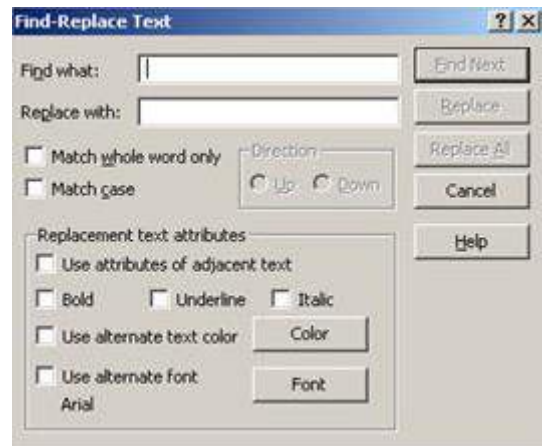 Find-Replace Text
Find what:
Find Next
Replace with:
Replace
Match whole word only
Direction
Replace All
Match case
Up
Down
Cancel
Replacement text attributes
Help
Use attributes of adjacent text
Bold
Underline
Italic
Use alternate text color
Color
Use alternate font
Arial
Font